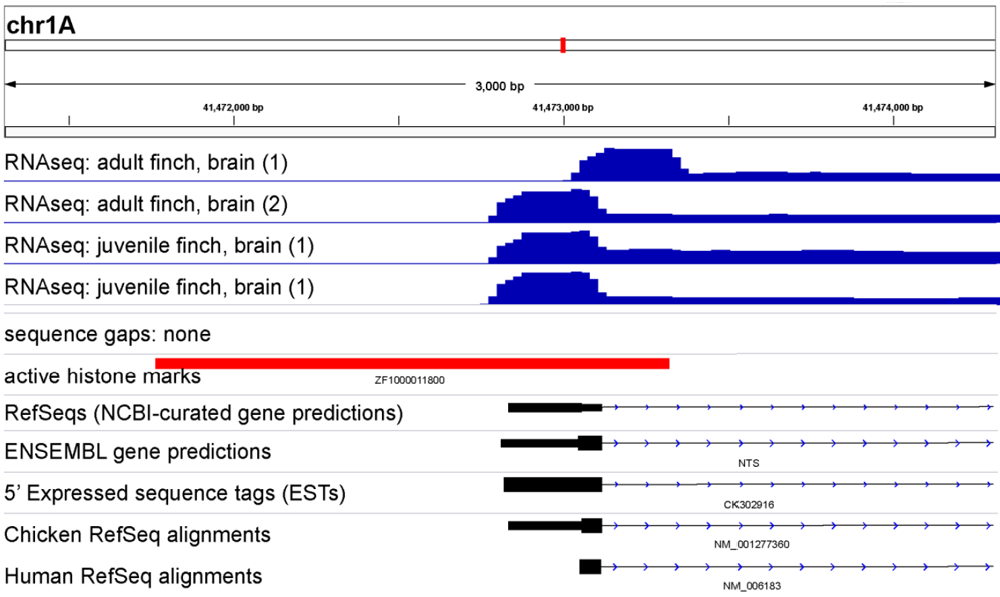 chr1A
3,000 bp
41,472,000 bp 41,473,000 bp 41,474,000 bp
RNAseq: adult finch, brain (1)
RNAseq: adult finch, brain (2)
RNAseq: juvenile finch, brain (1)
RNAseq: juvenile finch, brain (1)
sequence gaps: none
active histone marks
ZF1000011800
RefSeqs (NCBI-curated gene predictions)
ENSEMBL gene predictions
NTS
5’ Expressed sequence tags (ESTs)
CK302916
Chicken RefSeq alignments
NM_001277360
Human RefSeq alignments
NM_006183